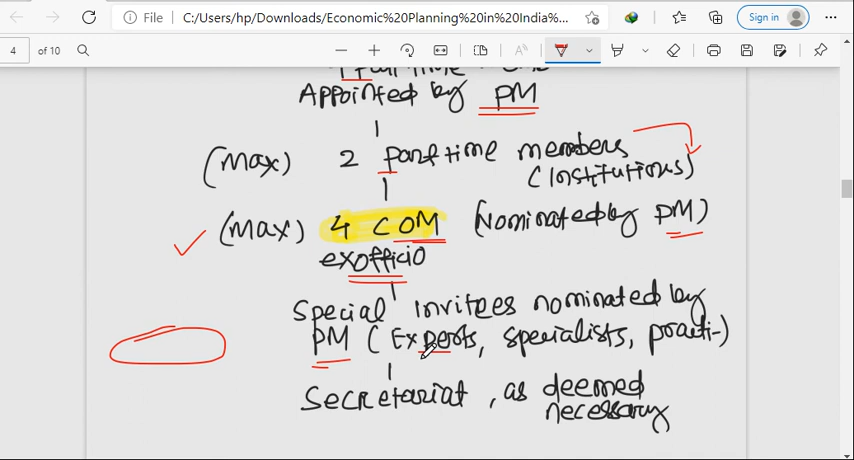 C:/Users/hp/Downloads/Economic%20Planning%20in%20India%...
Sign in
4 of 10
Appointed by PM
(Max) 2 part time members
(Institutions)
(Max) 4 COM (Nominated by PM)
exofficio
Special invitees nominated by
PM (Experts, specialists, practi-)
Secretariat, as deemed
necessary